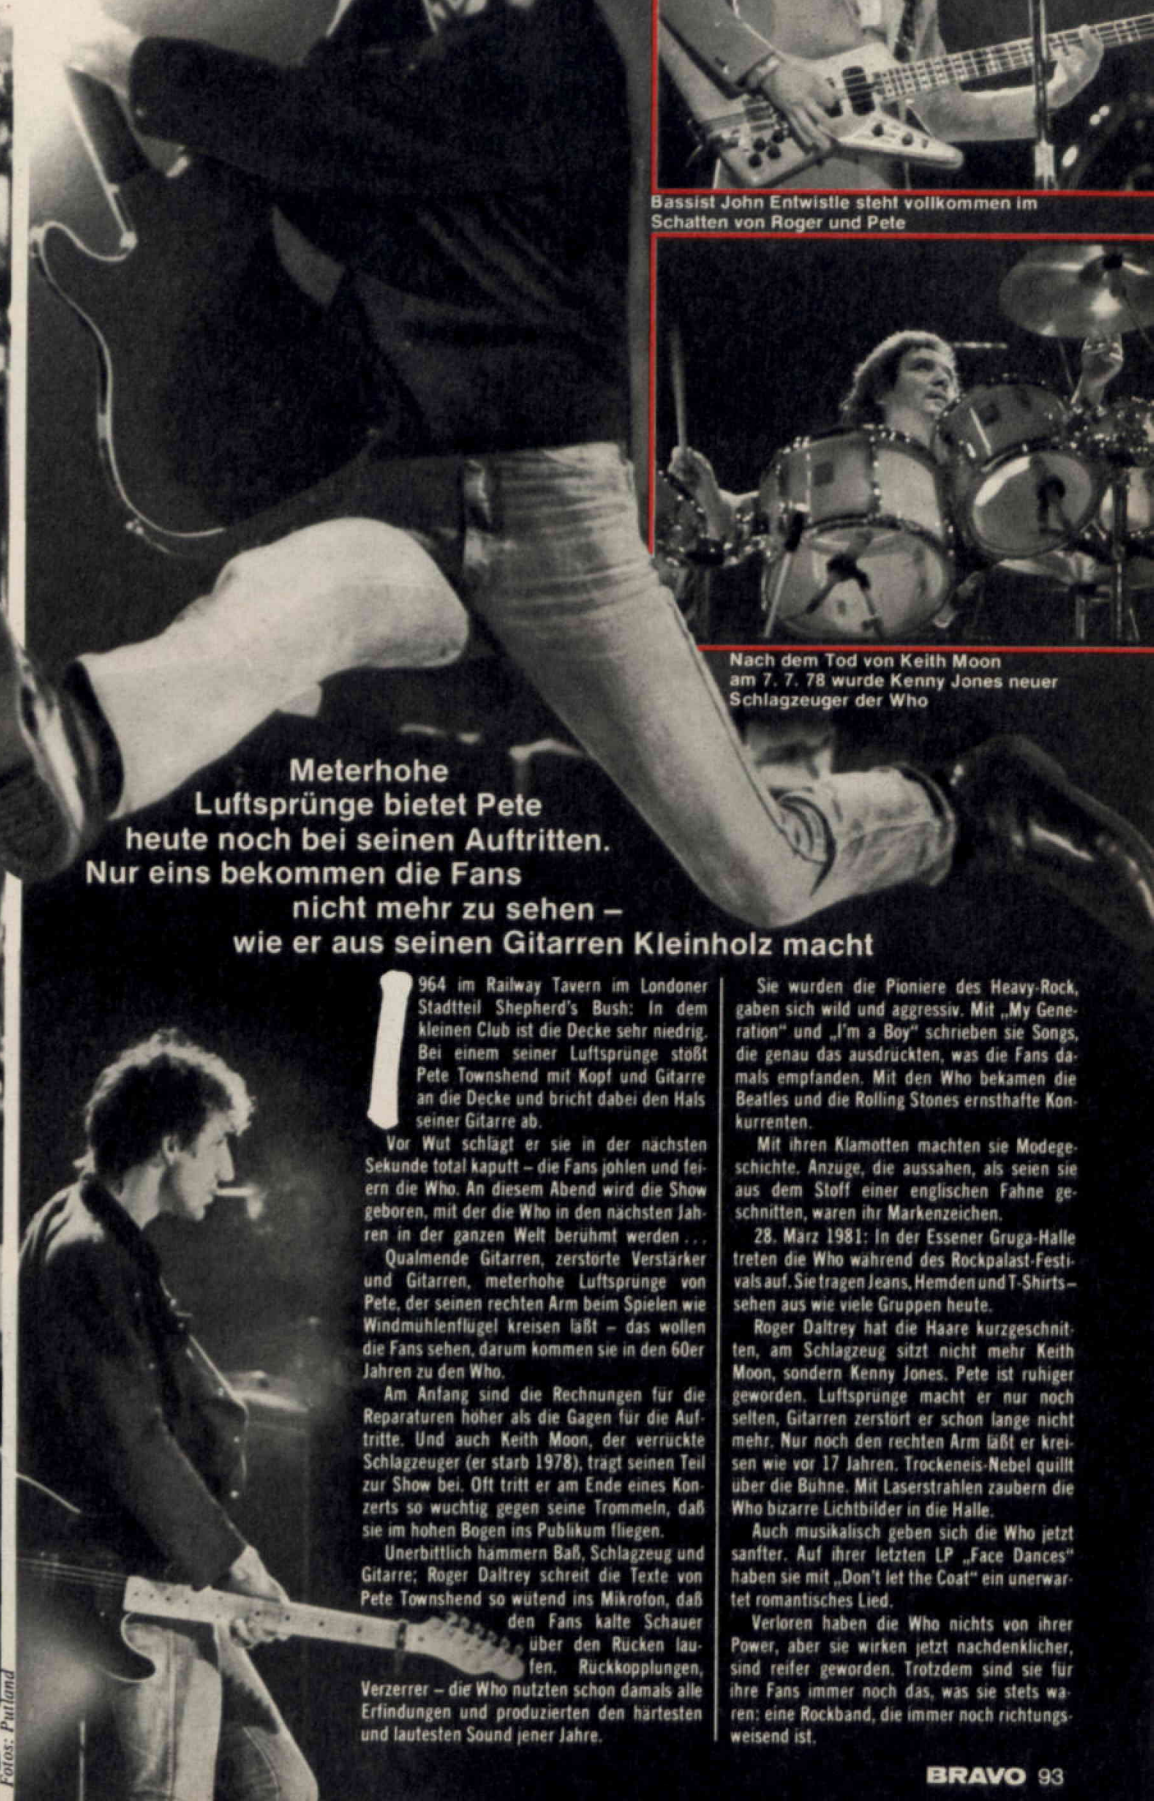 Bassist John Entwistle steht vollkommen im
Schatten von Roger und Pete
Nach dem Tod von Keith Moon
am 7. 7. 78 wurde Kenny Jones neuer
Schlagzeuger der Who
Meterhohe
Luftsprünge bietet Pete
heute noch bei seinen Auftritten.
Nur eins bekommen die Fans
nicht mehr zu sehen –
wie er aus seinen Gitarren Kleinholz macht
1964 im Railway Tavern im Londoner
Stadtteil Shepherd's Bush: In dem
kleinen Club ist die Decke sehr niedrig.
Bei einem seiner Luftsprünge stößt
Pete Townshend mit Kopf und Gitarre
an die Decke und bricht dabei den Hals
seiner Gitarre ab.
Vor Wut schlägt er sie in der nächsten
Sekunde total kaputt – die Fans johlen und fei-
ern die Who. An diesem Abend wird die Show
geboren, mit der die Who in den nächsten Jah-
ren in der ganzen Welt berühmt werden ...
Qualmende Gitarren, zerstörte Verstärker
und Gitarren, meterhohe Luftsprünge von
Pete, der seinen rechten Arm beim Spielen wie
Windmühlenflügel kreisen läßt – das wollen
die Fans sehen, darum kommen sie in den 60er
Jahren zu den Who.
Am Anfang sind die Rechnungen für die
Reparaturen höher als die Gagen für die Auf-
tritte. Und auch Keith Moon, der verrückte
Schlagzeuger (er starb 1978), trägt seinen Teil
zur Show bei. Oft tritt er am Ende eines Kon-
zerts so wuchtig gegen seine Trommeln, daß
sie im hohen Bogen ins Publikum fliegen.
Unerbittlich hämmern Baß, Schlagzeug und
Gitarre; Roger Daltrey schreit die Texte von
Pete Townshend so wütend ins Mikrofon, daß
den Fans kalte Schauer
über den Rücken lau-
fen. Rückkopplungen,
Verzerrer – die Who nutzten schon damals alle
Erfindungen und produzierten den härtesten
und lautesten Sound jener Jahre.
Sie wurden die Pioniere des Heavy-Rock,
gaben sich wild und aggressiv. Mit „My Gene-
ration" und „I'm a Boy" schrieben sie Songs,
die genau das ausdrückten, was die Fans da-
mals empfanden. Mit den Who bekamen die
Beatles und die Rolling Stones ernsthafte Kon-
kurrenten.
Mit ihren Klamotten machten sie Modege-
schichte. Anzüge, die aussahen, als seien sie
aus dem Stoff einer englischen Fahne ge-
schnitten, waren ihr Markenzeichen.
28. März 1981: In der Essener Gruga-Halle
treten die Who während des Rockpalast-Festi-
vals auf. Sie tragen Jeans, Hemden und T-Shirts –
sehen aus wie viele Gruppen heute.
Roger Daltrey hat die Haare kurzgeschnit-
ten, am Schlagzeug sitzt nicht mehr Keith
Moon, sondern Kenny Jones. Pete ist ruhiger
geworden. Luftsprünge macht er nur noch
selten, Gitarren zerstört er schon lange nicht
mehr. Nur noch den rechten Arm läßt er krei-
sen wie vor 17 Jahren. Trockeneis-Nebel quillt
über die Bühne. Mit Laserstrahlen zaubern die
Who bizarre Lichtbilder in die Halle.
Auch musikalisch geben sich die Who jetzt
sanfter. Auf ihrer letzten LP „Face Dances"
haben sie mit „Don't let the Coat" ein unerwar-
tet romantisches Lied.
Verloren haben die Who nichts von ihrer
Power, aber sie wirken jetzt nachdenklicher,
sind reifer geworden. Trotzdem sind sie für
ihre Fans immer noch das, was sie stets wa-
ren: eine Rockband, die immer noch richtungs-
weisend ist.
Fotos: Putland
BRAVO 93